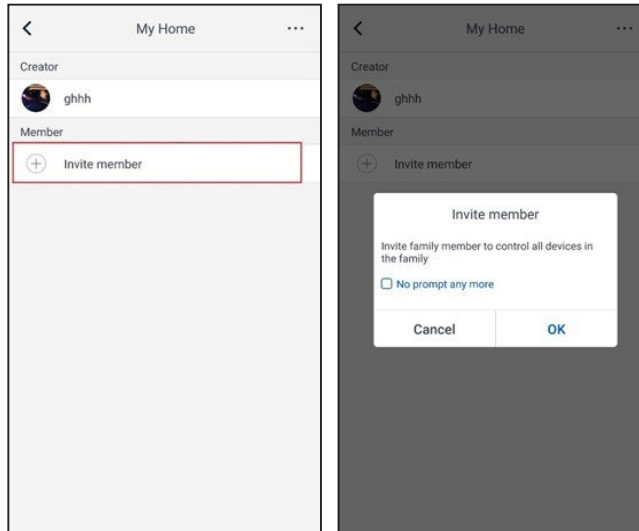 My Home
Creator
ghhh
Member
Invite member
My Home
Creator
ghhh
Member
Invite member
Invite member
Invite family member to control all devices in
the family
No prompt any more
Cancel OK